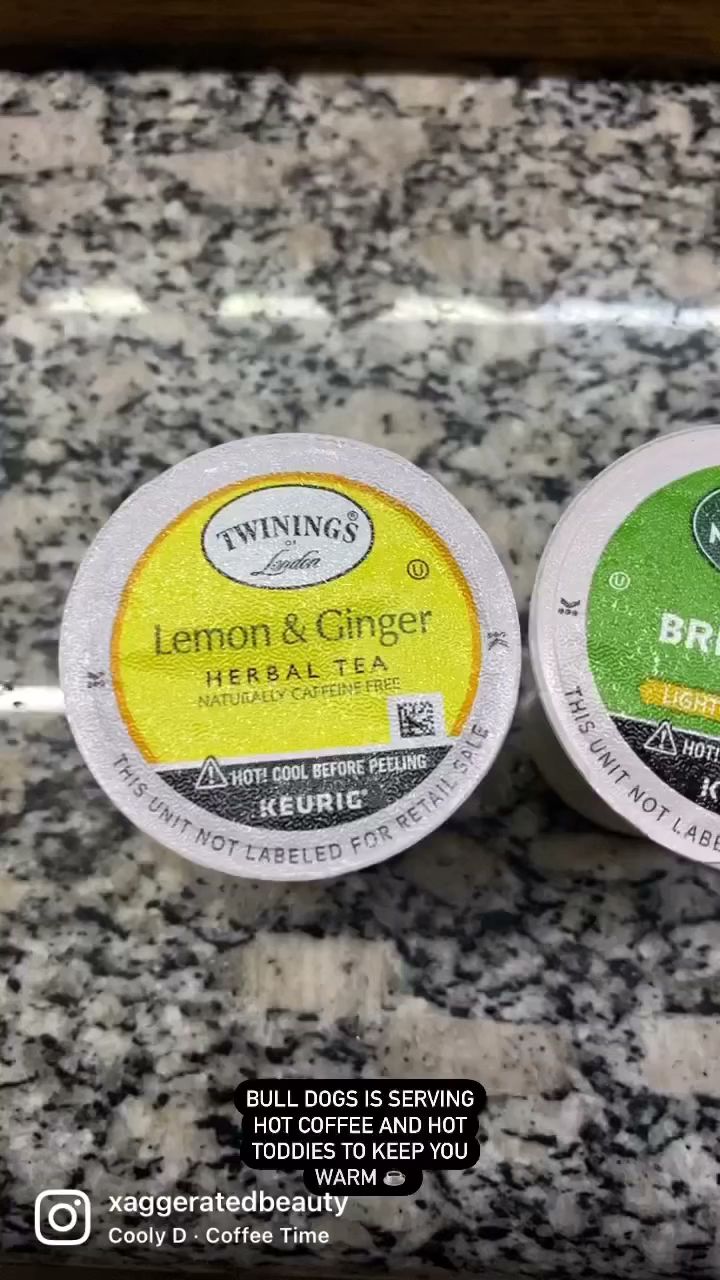 TWININGS®
OF
London
U
Lemon & Ginger
HERBAL TEA
NATURALLY CAFFEINE FREE
HOT! COOL BEFORE PEELING
KEURIG®
THIS UNIT NOT LABELED FOR RETAIL SALE
K
K
U
K
BR
LIGHT
HOT!
K
THIS UNIT NOT LABE
BULL DOGS IS SERVING
HOT COFFEE AND HOT
TODDIES TO KEEP YOU
WARM ☕
xaggeratedbeauty
Cooly D · Coffee Time